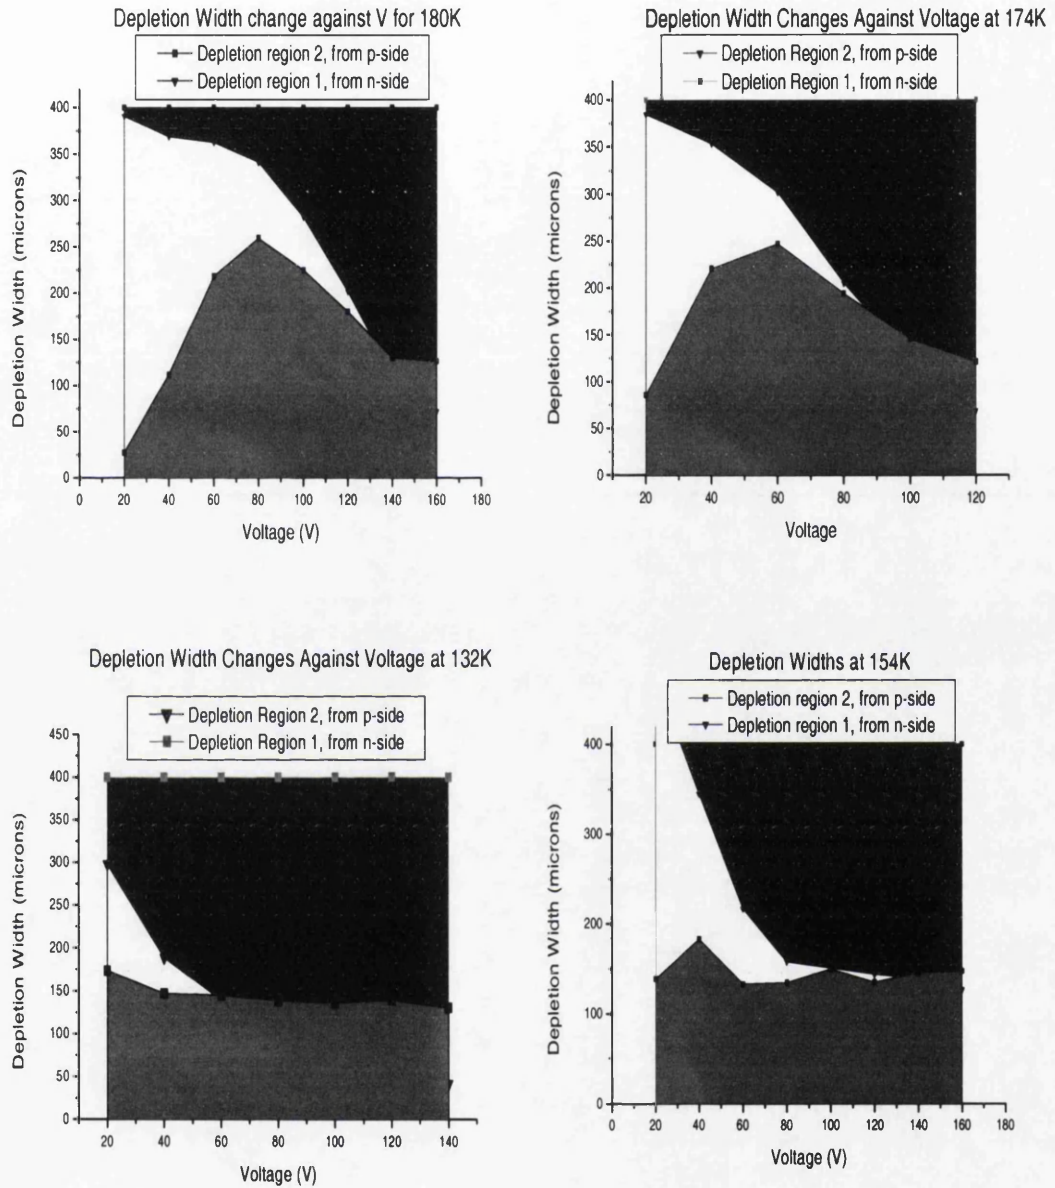 Depletion Width change against V for 180K
Depletion region 2, from p-side
Depletion region 1, from n-side
Depletion Width (microns)
400
350
300
250
200
150
100
50
0
0 20 40 60 80 100 120 140 160 180
Voltage (V)
Depletion Width Changes Against Voltage at 174K
Depletion Region 2, from p-side
Depletion Region 1, from n-side
Depletion Width (microns)
400
350
300
250
200
150
100
50
0
20 40 60 80 100 120
Voltage
Depletion Width Changes Against Voltage at 132K
Depletion Region 2, from p-side
Depletion Region 1, from n-side
Depletion Width (microns)
450
400
350
300
250
200
150
100
50
0
20 40 60 80 100 120 140
Voltage (V)
Depletion Widths at 154K
Depletion region 2, from p-side
Depletion region 1, from n-side
Depletion Width (microns)
400
300
200
100
0
0 20 40 60 80 100 120 140 160 180
Voltage (V)